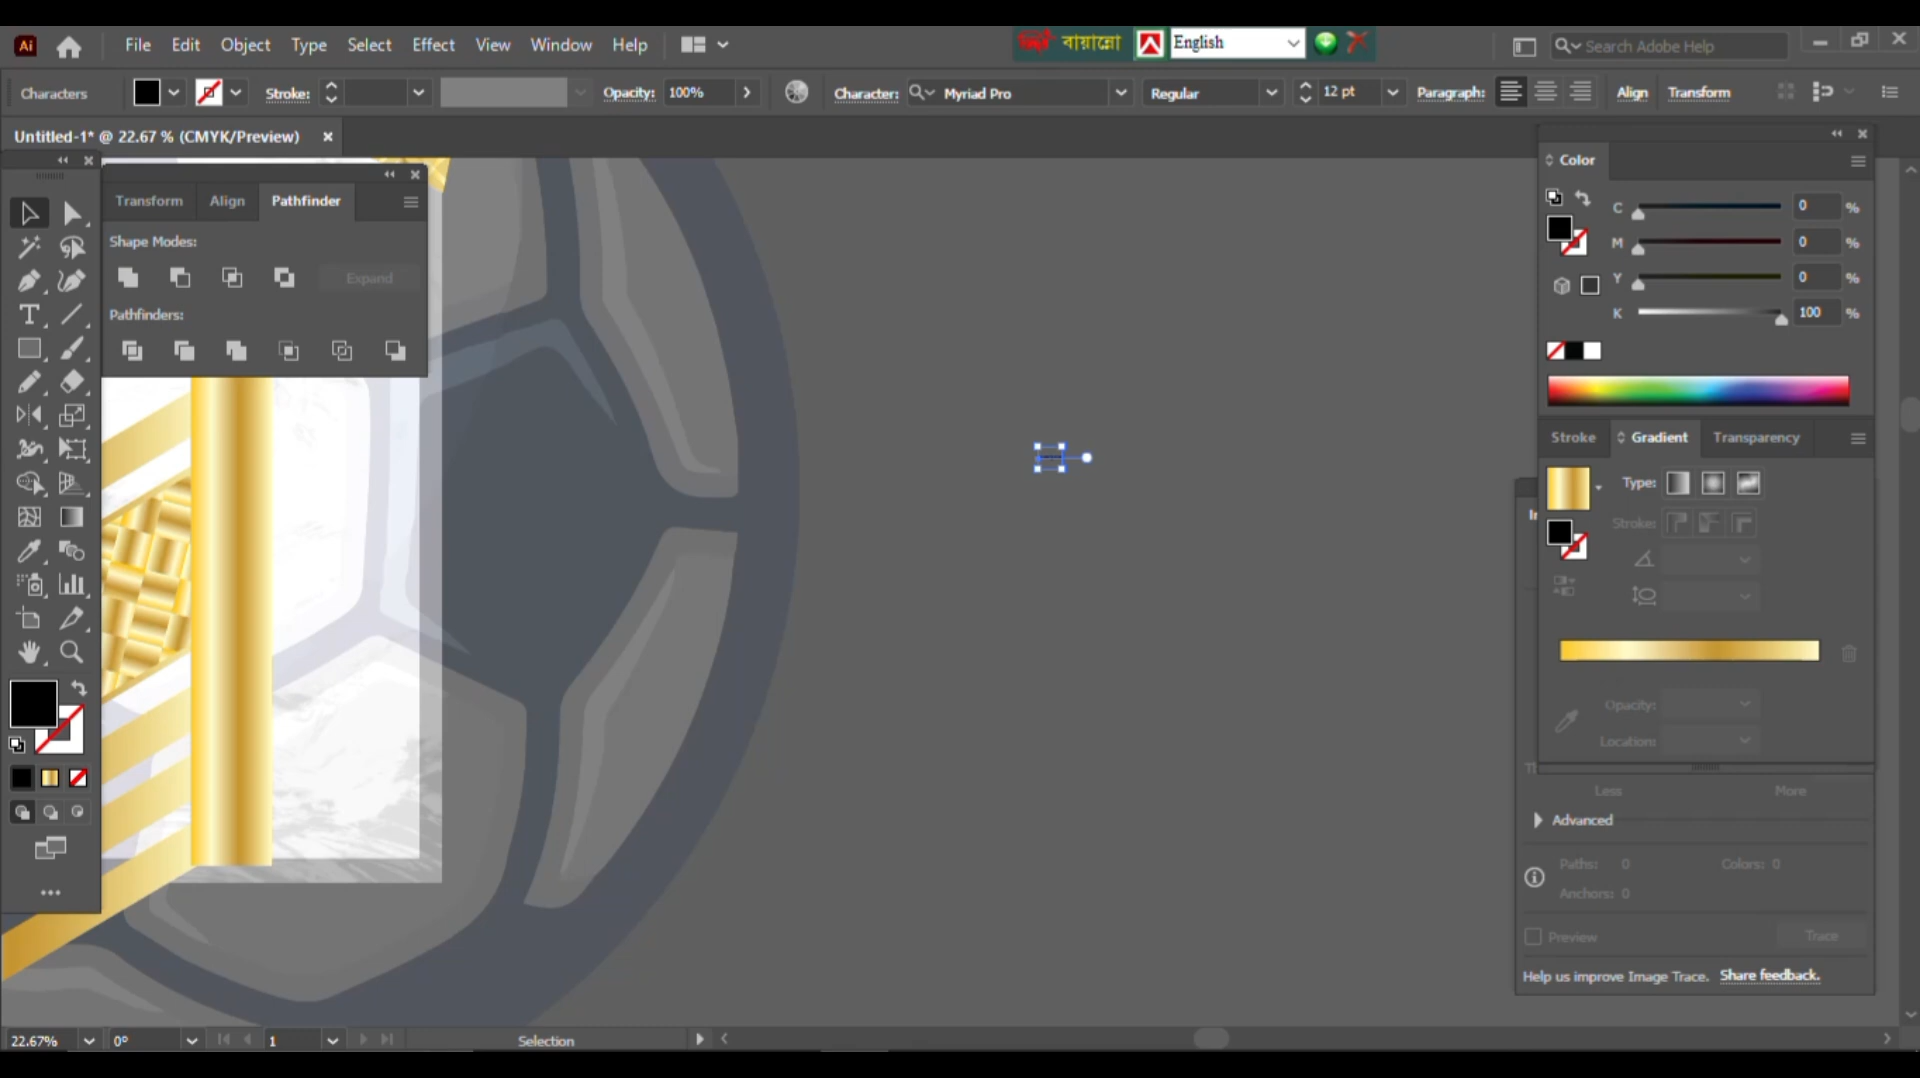 Ai File Edit Object Type Select Effect View Window Help বায়ান্নো English Search Adobe Help
Characters Stroke: Opacity: 100% Character: Myriad Pro Regular 12 pt Paragraph: Align Transform
Untitled-1* @ 22.67 % (CMYK/Preview)
Transform Align Pathfinder
Shape Modes:
Expand
Pathfinders:
Color
C 0 %
M 0 %
Y 0 %
K 100 %
Stroke Gradient Transparency
Type:
Stroke:
Opacity:
Location:
Less More
Advanced
Paths: 0 Colors: 0
Anchors: 0
Preview Trace
Help us improve Image Trace. Share feedback.
22.67% 0° 1 Selection